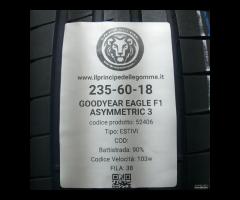 www.ilprincipedellegomme.it
235-60-18
GOODYEAR EAGLE F1
ASYMMETRIC 3
codice prodotto: 52406
Tipo: ESTIVI
COD:
Battistrada: 90%
Codice Velocità: 103w
FILA: 38